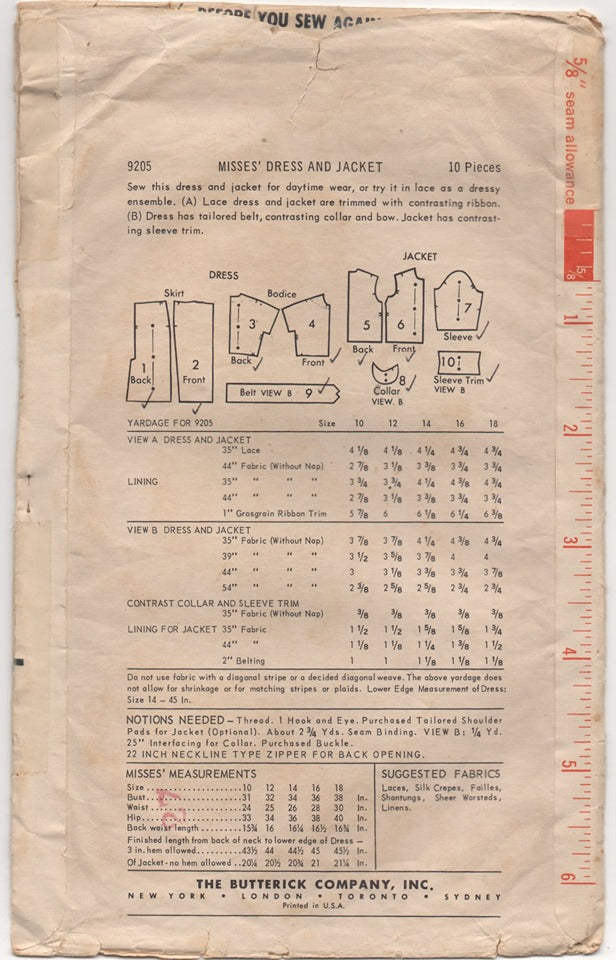 BEFORE YOU SEW AGAIN
5/8" seam allowance
5/8
1
2
3
4
5
6
9205 MISSES' DRESS AND JACKET 10 Pieces
Sew this dress and jacket for daytime wear, or try it in lace as a dressy
ensemble. (A) Lace dress and jacket are trimmed with contrasting ribbon.
(B) Dress has tailored belt, contrasting collar and bow. Jacket has contrast-
ing sleeve trim.
DRESS JACKET
Skirt Bodice
1 Back
2 Front
3 Back
4 Front
5 Back
6 Front
7 Sleeve
8 Collar VIEW. B
Belt VIEW B 9
10 Sleeve Trim VIEW B
YARDAGE FOR 9205 Size 10 12 14 16 18
VIEW A DRESS AND JACKET
35" Lace 4 1/8 4 1/8 4 1/4 4 3/4 4 3/4
44" Fabric (Without Nap) 2 7/8 3 1/8 3 3/8 3 3/4 3 3/4
LINING 35" " " " 3 3/4 3 3/4 4 1/4 4 3/4 4 3/4
44" " " " 2 7/8 3 1/8 3 3/8 3 3/4 3 3/4
1" Grosgrain Ribbon Trim 5 7/8 6 6 1/8 6 1/4 6 3/8
VIEW B DRESS AND JACKET
35" Fabric (Without Nap) 3 7/8 3 7/8 4 1/4 4 3/4 4 3/4
39" " " " 3 1/2 3 5/8 3 7/8 4 4
44" " " " 3 3 1/8 3 3/8 3 3/4 3 7/8
54" " " " 2 3/8 2 5/8 2 5/8 2 3/4 2 3/4
CONTRAST COLLAR AND SLEEVE TRIM
35" Fabric (Without Nap) 3/8 3/8 3/8 3/8 3/8
LINING FOR JACKET 35" Fabric 1 1/2 1 1/2 1 5/8 1 5/8 1 3/4
44" " 1 1/8 1 1/8 1 1/4 1 3/8 1 1/2
2" Belting 1 1 1 1/8 1 1/8 1 1/8
Do not use fabric with a diagonal stripe or a decided diagonal weave. The above yardage does
not allow for shrinkage or for matching stripes or plaids. Lower Edge Measurement of Dress:
Size 14 – 45 In.
NOTIONS NEEDED – Thread. 1 Hook and Eye. Purchased Tailored Shoulder
Pads for Jacket (Optional). About 2 3/4 Yds. Seam Binding. VIEW B: 1/4 Yd.
25" Interfacing for Collar. Purchased Buckle.
22 INCH NECKLINE TYPE ZIPPER FOR BACK OPENING.
MISSES' MEASUREMENTS
Size 10 12 14 16 18
Bust 31 32 34 36 38 In.
Waist 24 25 26 28 30 In.
Hip 33 34 36 38 40 In.
Back waist length 15 3/4 16 16 1/4 16 1/2 16 3/4 In.
Finished length from back of neck to lower edge of Dress –
3 in. hem allowed 43 1/2 44 44 1/2 45 45 1/2 In.
Of Jacket - no hem allowed 20 1/4 20 1/2 20 3/4 21 21 1/4 In.
SUGGESTED FABRICS
Laces, Silk Crepes, Failles,
Shantungs, Sheer Worsteds,
Linens.
THE BUTTERICK COMPANY, INC.
NEW YORK • LONDON • TORONTO • SYDNEY
Printed in U.S.A.